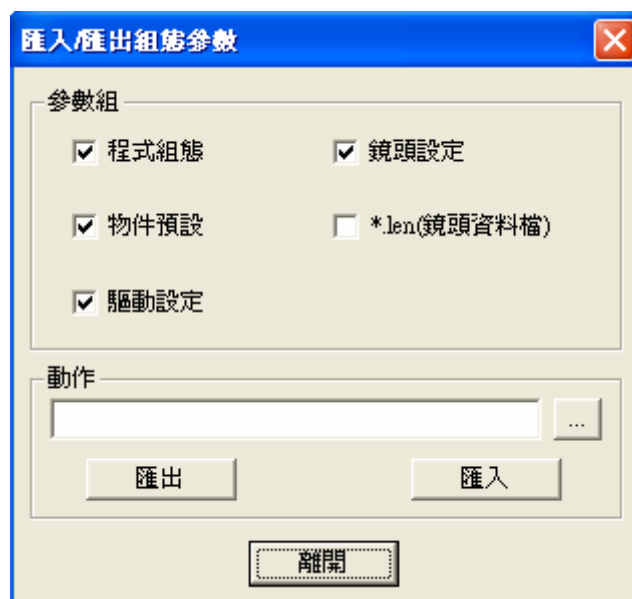 匯入/匯出組態參數
參數組
程式組態 鏡頭設定
物件預設 *.len(鏡頭資料檔)
驅動設定
動作
...
匯出 匯入
離開